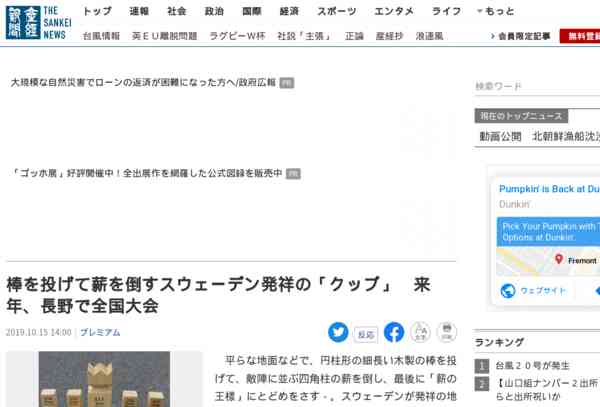 産経新聞
THE SANKEI NEWS
トップ 速報 社会 政治 国際 経済 スポーツ エンタメ ライフ もっと
台風情報 英ＥＵ離脱問題 ラグビーＷ杯 社説「主張」 正論 産経抄 浪速風
会員限定記事 無料会員登
大規模な自然災害でローンの返済が困難になった方へ/政府広報 PR
検索ワード
現在のトップニュース
動画公開 北朝鮮漁船沈没
「ゴッホ展」好評開催中！全出展作を網羅した公式図録を販売中 PR
Pumpkin' is Back at Du
Dunkin'
Pick Your Pumpkin with T
Options at Dunkin'.
Fremont
ウェブサイト
棒を投げて薪を倒すスウェーデン発祥の「クッブ」 来
年、長野で全国大会
2019.10.15 14:00 プレミアム
反応
印刷
ランキング
1 台風２０号が発生
2 【山口組ナンバー２出所
らと出所祝いか
平らな地面などで、円柱形の細長い木製の棒を投
げて、敵陣に並ぶ四角柱の薪を倒し、最後に「薪の
王様」にとどめをさす-。スウェーデンが発祥の地